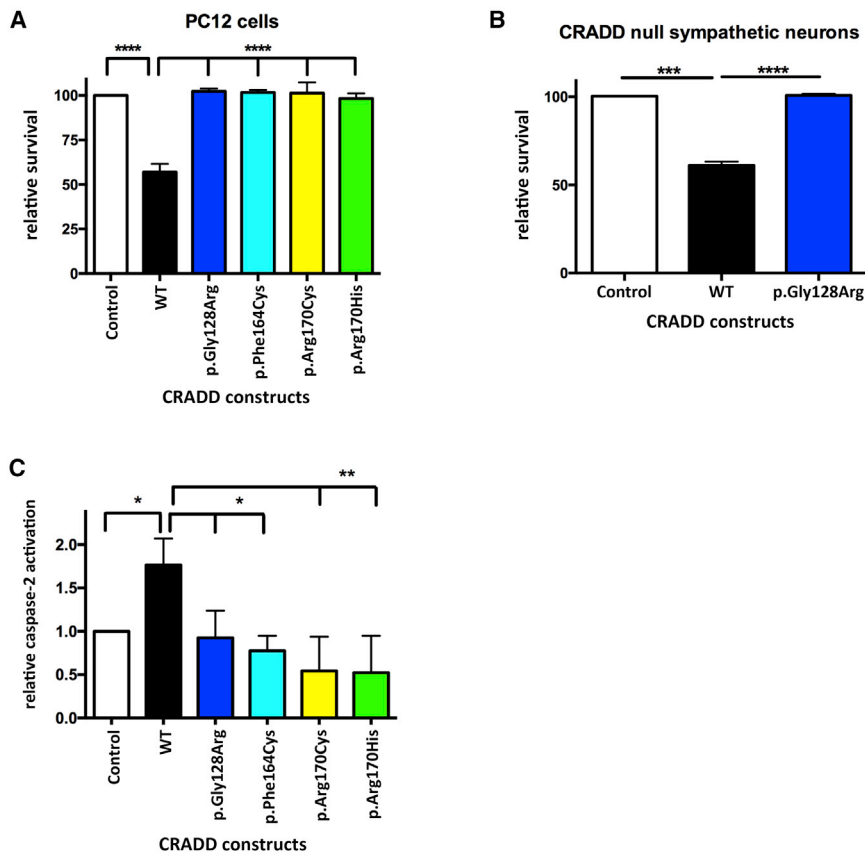 A
PC12 cells
****
****
relative survival
100
75
50
25
0
Control
WT
p.Gly128Arg
p.Phe164Cys
p.Arg170Cys
p.Arg170His
CRADD constructs
B
CRADD null sympathetic neurons
***
****
relative survival
100
50
0
Control
WT
p.Gly128Arg
CRADD constructs
C
**
*
*
relative caspase-2 activation
2.0
1.5
1.0
0.5
0.0
Control
WT
p.Gly128Arg
p.Phe164Cys
p.Arg170Cys
p.Arg170His
CRADD constructs